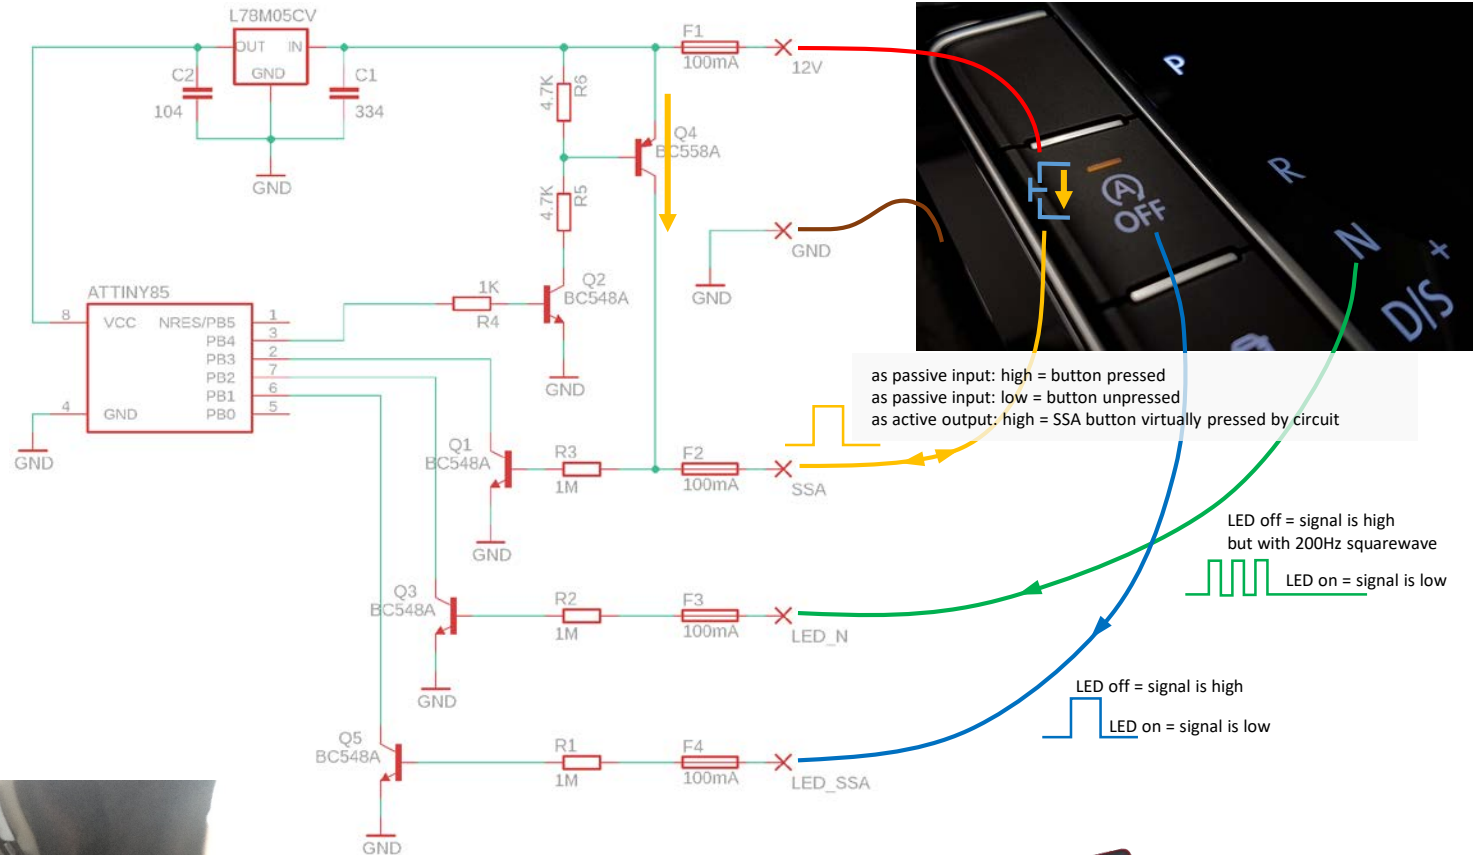 L78M05CV
OUT
IN
GND
C2
104
C1
334
GND
F1
100mA
12V
4.7K
R6
Q4
BC558A
4.7K
R5
GND
GND
Q2
BC548A
1K
R4
GND
ATTINY85
8
VCC
NRES/PB5
1
PB4
3
PB3
2
PB2
7
PB1
6
4
GND
PB0
5
GND
Q1
BC548A
R3
1M
F2
100mA
SSA
GND
Q3
BC548A
R2
1M
F3
100mA
LED_N
GND
Q5
BC548A
R1
1M
F4
100mA
LED_SSA
GND
P
R
N
D/S
+
A
OFF
as passive input: high = button pressed
as passive input: low = button unpressed
as active output: high = SSA button virtually pressed by circuit
LED off = signal is high
but with 200Hz squarewave
LED on = signal is low
LED off = signal is high
LED on = signal is low